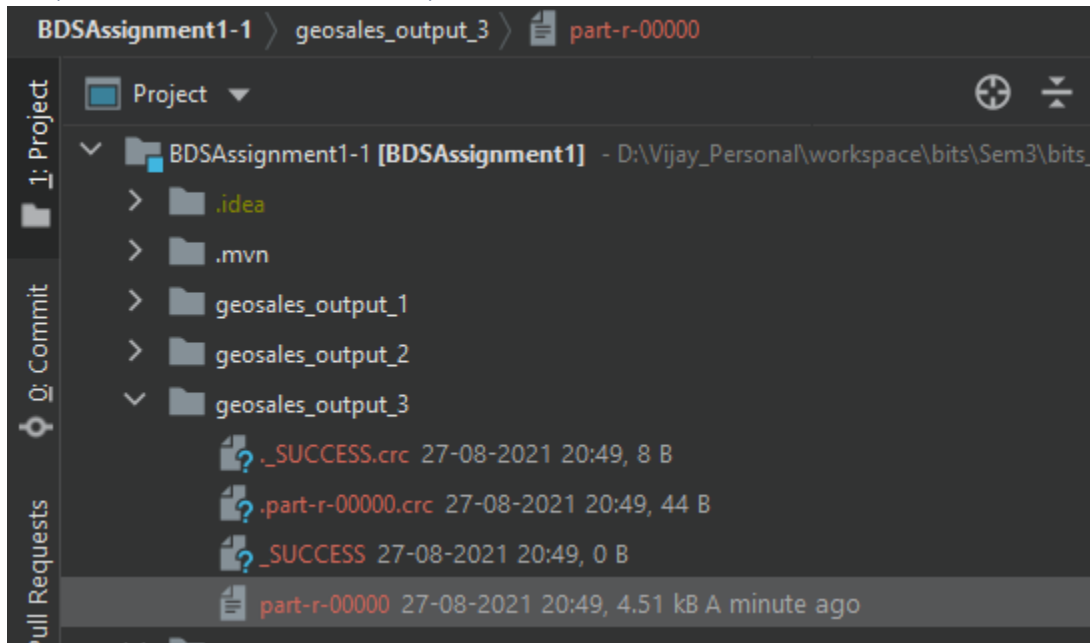 BDSAssignment1-1 〉 geosales_output_3 〉 part-r-00000
1: Project
Project
BDSAssignment1-1 [BDSAssignment1] - D:\Vijay_Personal\workspace\bits\Sem3\bits_
.idea
.mvn
geosales_output_1
0: Commit
geosales_output_2
geosales_output_3
._SUCCESS.crc 27-08-2021 20:49, 8 B
.part-r-00000.crc 27-08-2021 20:49, 44 B
Pull Requests
_SUCCESS 27-08-2021 20:49, 0 B
part-r-00000 27-08-2021 20:49, 4.51 kB A minute ago